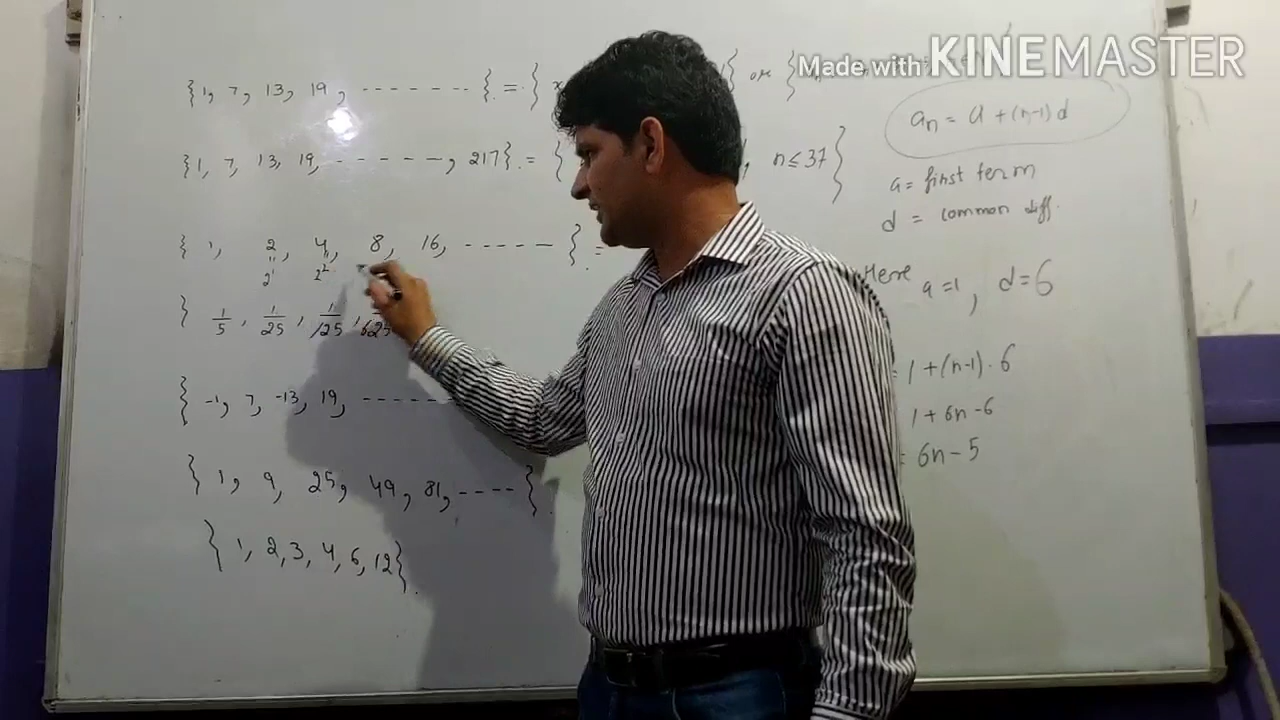 Made with KINEMASTER
{1, 7, 13, 19, ------- }. = { x } or {
{1, 7, 13, 19, ------, 217}. = { n ≤ 37 }
{ 1, 2, 4, 8, 16, ----- }. =
2¹ 2²
{ 1/5, 1/25, 1/125, 625
{ -1, 7, -13, 19, -------
{ 1, 9, 25, 49, 81, ---- }.
{ 1, 2, 3, 4, 6, 12 }.
an = a + (n-1) d
a = first term
d = common diff.
Here a = 1, d = 6
1 + (n-1) . 6
1 + 6n - 6
= 6n - 5